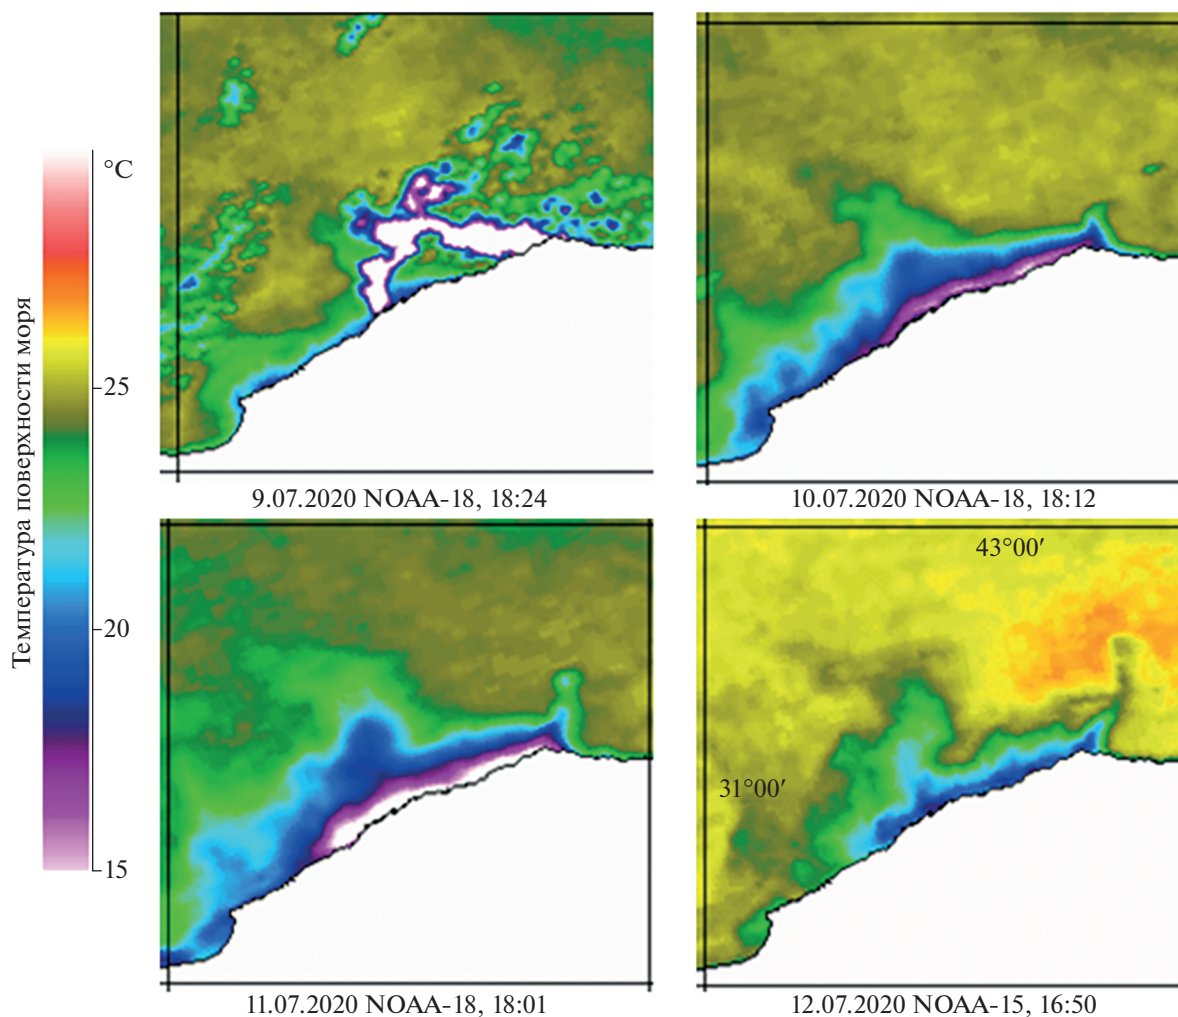 °C
25
20
15
Температура поверхности моря
9.07.2020 NOAA-18, 18:24
10.07.2020 NOAA-18, 18:12
43°00′
31°00′
11.07.2020 NOAA-18, 18:01
12.07.2020 NOAA-15, 16:50